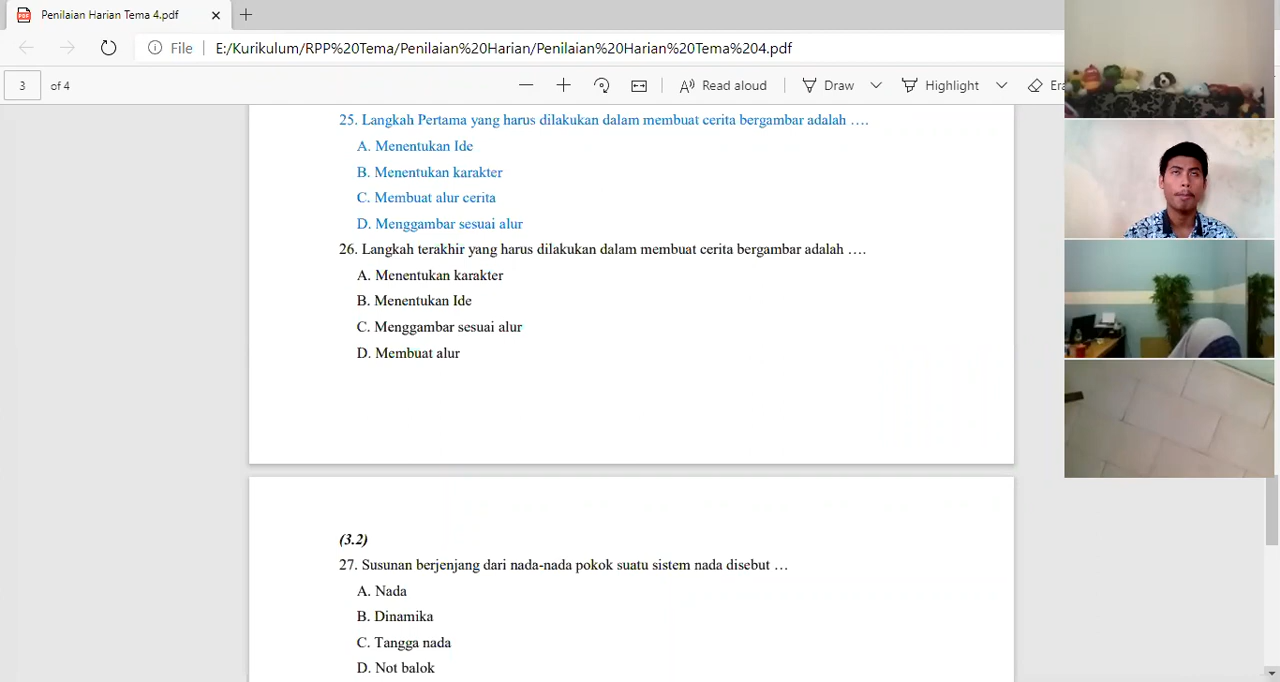 Penilaian Harian Tema 4.pdf
File
E:/Kurikulum/RPP%20Tema/Penilaian%20Harian/Penilaian%20Harian%20Tema%204.pdf
3 of 4
Read aloud
Draw
Highlight
Era
25. Langkah Pertama yang harus dilakukan dalam membuat cerita bergambar adalah ….
A. Menentukan Ide
B. Menentukan karakter
C. Membuat alur cerita
D. Menggambar sesuai alur
26. Langkah terakhir yang harus dilakukan dalam membuat cerita bergambar adalah ….
A. Menentukan karakter
B. Menentukan Ide
C. Menggambar sesuai alur
D. Membuat alur
(3.2)
27. Susunan berjenjang dari nada-nada pokok suatu sistem nada disebut …
A. Nada
B. Dinamika
C. Tangga nada
D. Not balok